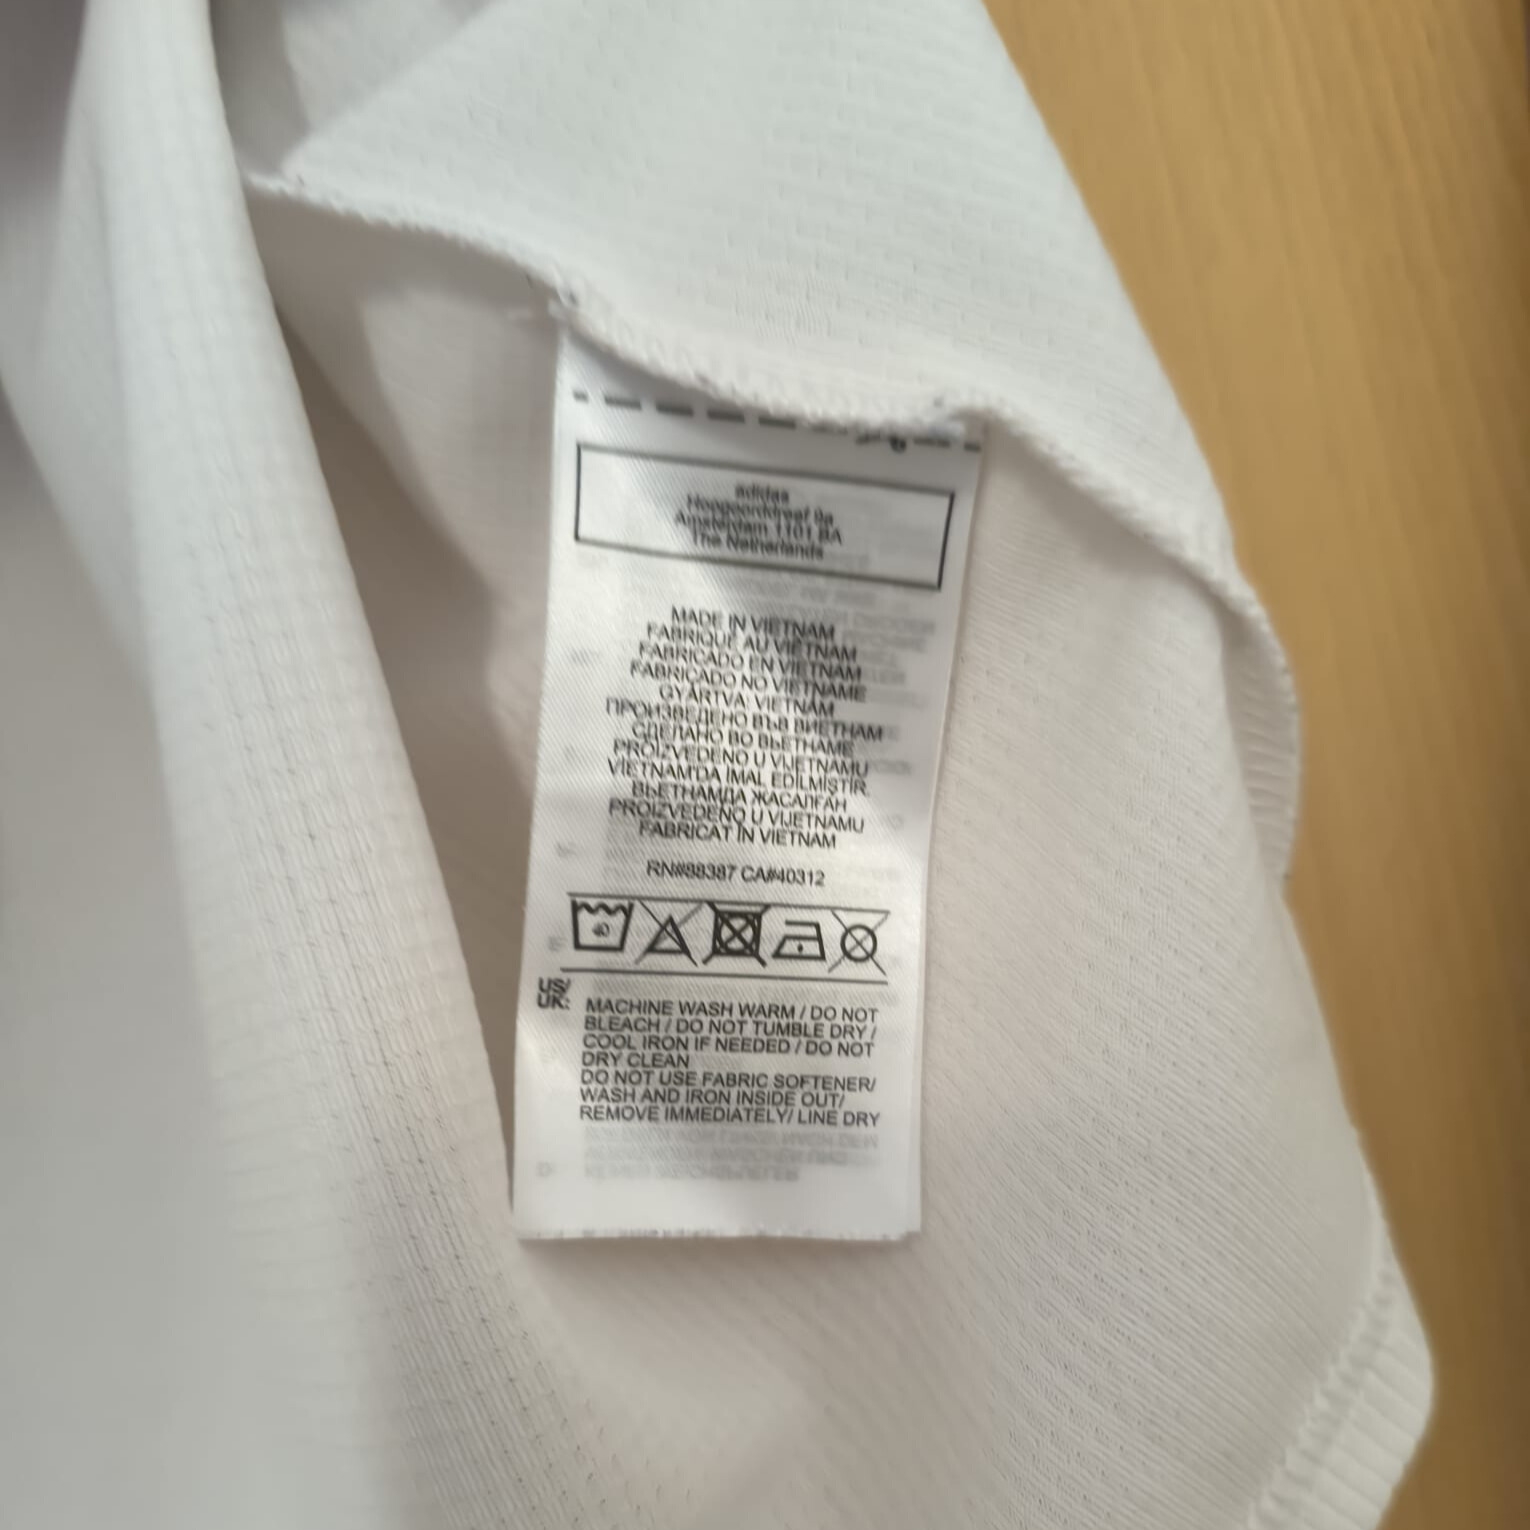 adidas
Hoogoorddreef 9a
Amsterdam 1101 BA
The Netherlands
MADE IN VIETNAM
FABRIQUÉ AU VIETNAM
FABRICADO EN VIETNAM
FABRICADO NO VIETNAME
GYÁRTVA: VIETNÁM
ПРОИЗВЕДЕНО ВЪВ ВИЕТНАМ
СДЕЛАНО ВО ВЬЕТНАМЕ
PROIZVEDENO U VIJETNAMU
VİETNAM'DA İMAL EDİLMİŞTİR.
ВЬЕТНАМДА ЖАСАЛҒАН
PROIZVEDENO U VIJETNAMU
FABRICAT ÎN VIETNAM
RN#88387 CA#40312
40
US/
UK:
MACHINE WASH WARM / DO NOT
BLEACH / DO NOT TUMBLE DRY /
COOL IRON IF NEEDED / DO NOT
DRY CLEAN
DO NOT USE FABRIC SOFTENER/
WASH AND IRON INSIDE OUT/
REMOVE IMMEDIATELY/ LINE DRY